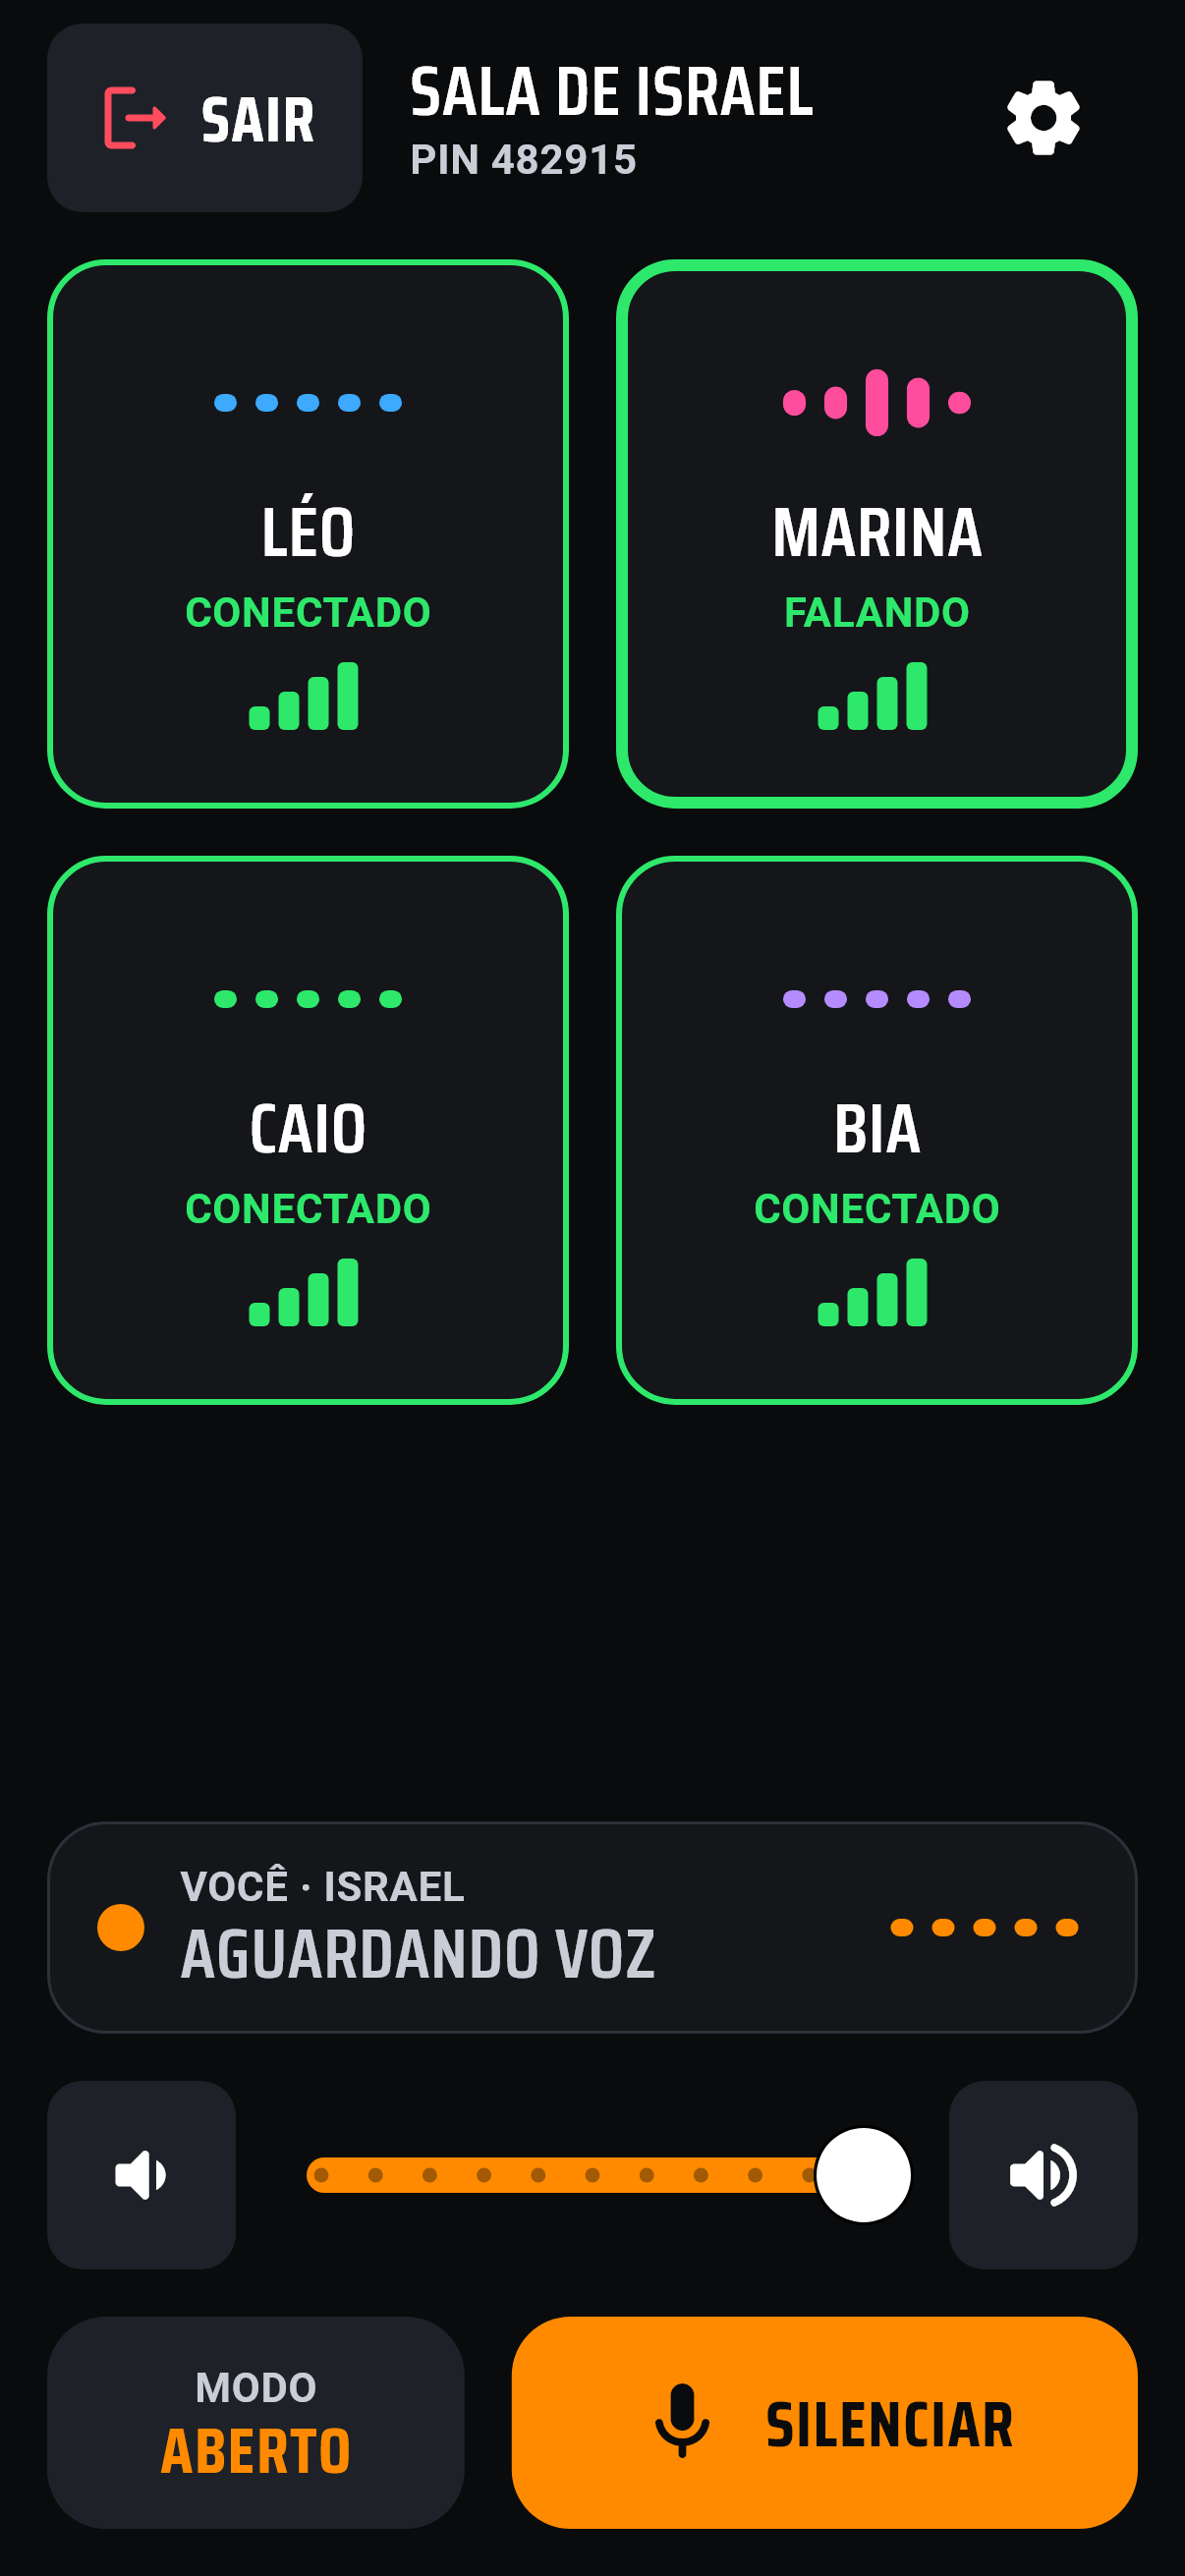 SAIR
SALA DE ISRAEL
PIN 482915
LÉO
CONECTADO
MARINA
FALANDO
CAIO
CONECTADO
BIA
CONECTADO
VOCÊ · ISRAEL
AGUARDANDO VOZ
MODO
ABERTO
SILENCIAR